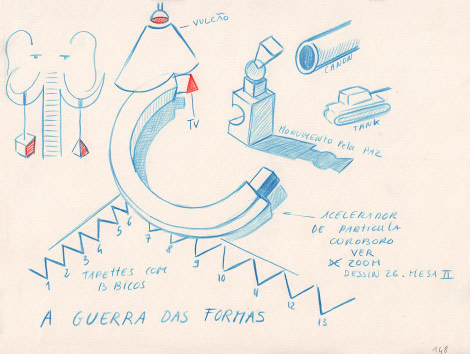 VULCÃO
CANON
TV
TANK
MONUMENTO PELA PAZ
ACELERADOR
DE PARTICULA
OUROBORO
VER
ZOOM
DESSIN 26. MESA II
1 2 3 4 5 6 7 8 9 10 11 12 13
TAPETTES COM
13 BICOS
A GUERRA DAS FORMAS
148